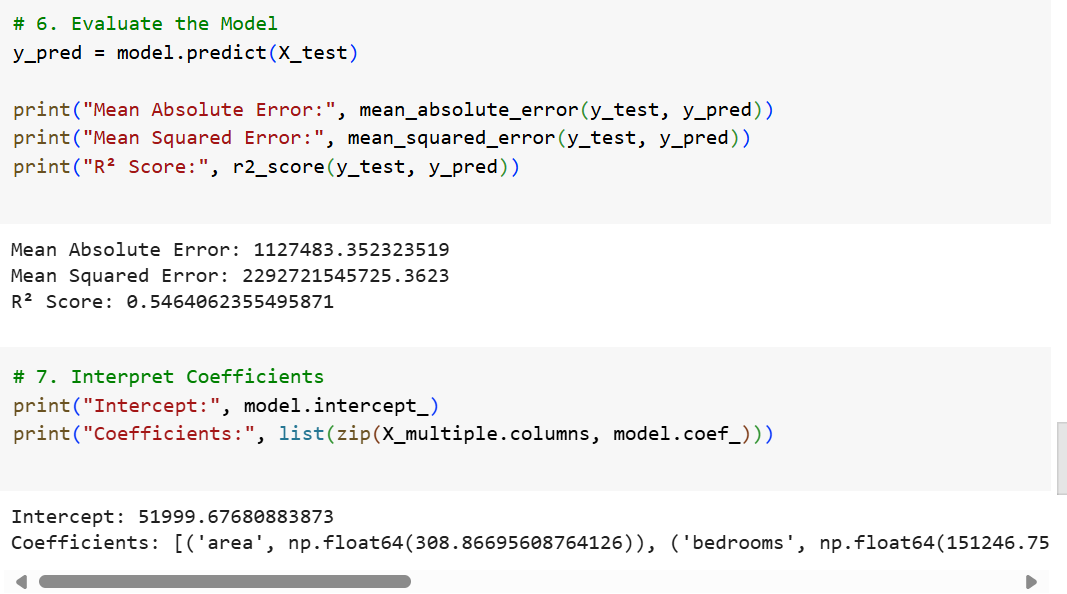 # 6. Evaluate the Model
y_pred = model.predict(X_test)
print("Mean Absolute Error:", mean_absolute_error(y_test, y_pred))
print("Mean Squared Error:", mean_squared_error(y_test, y_pred))
print("R² Score:", r2_score(y_test, y_pred))
Mean Absolute Error: 1127483.352323519
Mean Squared Error: 2292721545725.3623
R² Score: 0.5464062355495871
# 7. Interpret Coefficients
print("Intercept:", model.intercept_)
print("Coefficients:", list(zip(X_multiple.columns, model.coef_)))
Intercept: 51999.67680883873
Coefficients: [('area', np.float64(308.86695608764126)), ('bedrooms', np.float64(151246.75